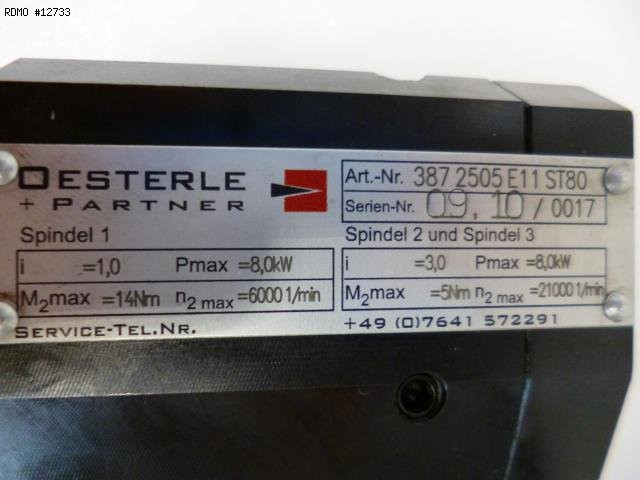 RDMO #12733
OESTERLE
+ PARTNER
Art.-Nr. 387 2505 E11 ST80
Serien-Nr. 09, 10 / 0017
Spindel 1
i =1,0 Pmax =8,0kW
M2max =14Nm n2 max =6000 1/min
Spindel 2 und Spindel 3
i =3,0 Pmax =8,0kW
M2max =5Nm n2 max =21000 1/min
SERVICE-TEL.NR. +49 (0)7641 572291